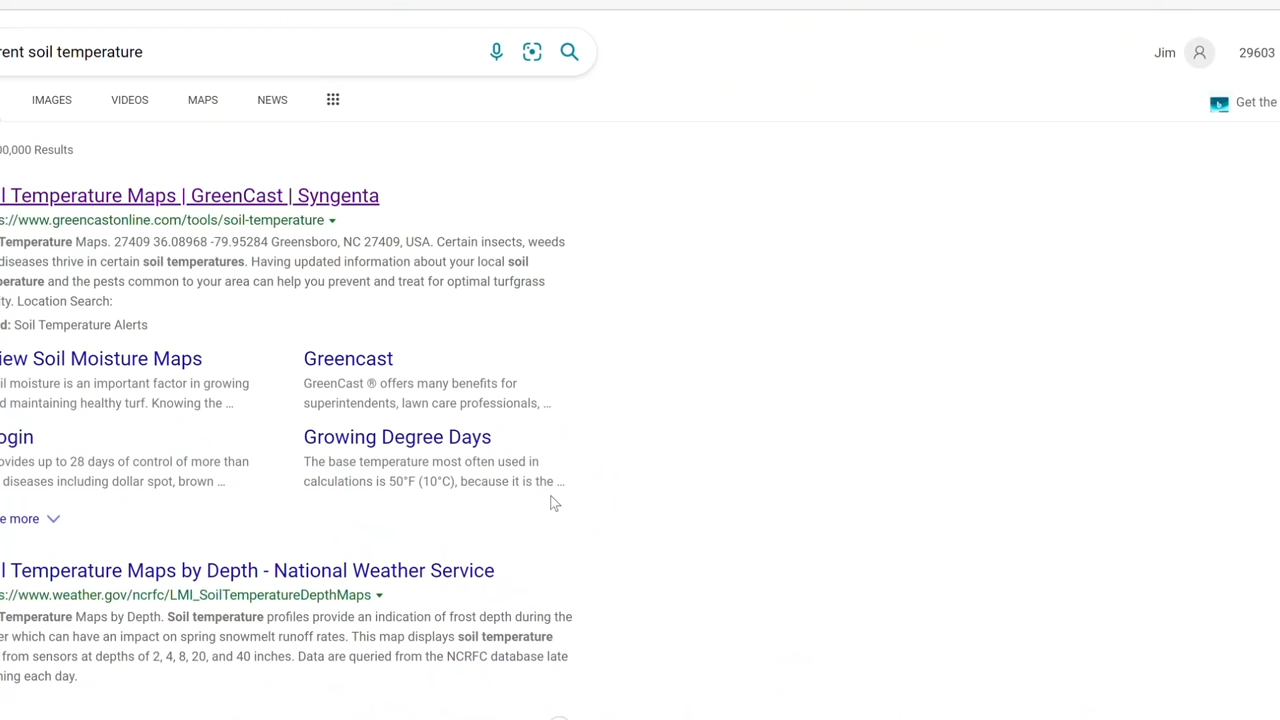 rent soil temperature
Jim
29603
IMAGES VIDEOS MAPS NEWS
Get the
00,000 Results
l Temperature Maps | GreenCast | Syngenta
s://www.greencastonline.com/tools/soil-temperature
Temperature Maps. 27409 36.08968 -79.95284 Greensboro, NC 27409, USA. Certain insects, weeds
diseases thrive in certain soil temperatures. Having updated information about your local soil
perature and the pests common to your area can help you prevent and treat for optimal turfgrass
ty. Location Search:
d: Soil Temperature Alerts
iew Soil Moisture Maps
il moisture is an important factor in growing
d maintaining healthy turf. Knowing the ...
Greencast
GreenCast ® offers many benefits for
superintendents, lawn care professionals, ...
ogin
ovides up to 28 days of control of more than
diseases including dollar spot, brown ...
Growing Degree Days
The base temperature most often used in
calculations is 50°F (10°C), because it is the ...
e more
l Temperature Maps by Depth - National Weather Service
s://www.weather.gov/ncrfc/LMI_SoilTemperatureDepthMaps
Temperature Maps by Depth. Soil temperature profiles provide an indication of frost depth during the
er which can have an impact on spring snowmelt runoff rates. This map displays soil temperature
from sensors at depths of 2, 4, 8, 20, and 40 inches. Data are queried from the NCRFC database late
ning each day.